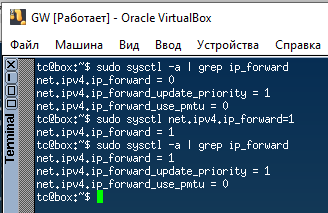 GW [Работает] - Oracle VirtualBox
Файл Машина Вид Ввод Устройства Справка
Terminal
tc@box:~$ sudo sysctl -a | grep ip_forward
net.ipv4.ip_forward = 0
net.ipv4.ip_forward_update_priority = 1
net.ipv4.ip_forward_use_pmtu = 0
tc@box:~$ sudo sysctl net.ipv4.ip_forward=1
net.ipv4.ip_forward = 1
tc@box:~$ sudo sysctl -a | grep ip_forward
net.ipv4.ip_forward = 1
net.ipv4.ip_forward_update_priority = 1
net.ipv4.ip_forward_use_pmtu = 0
tc@box:~$